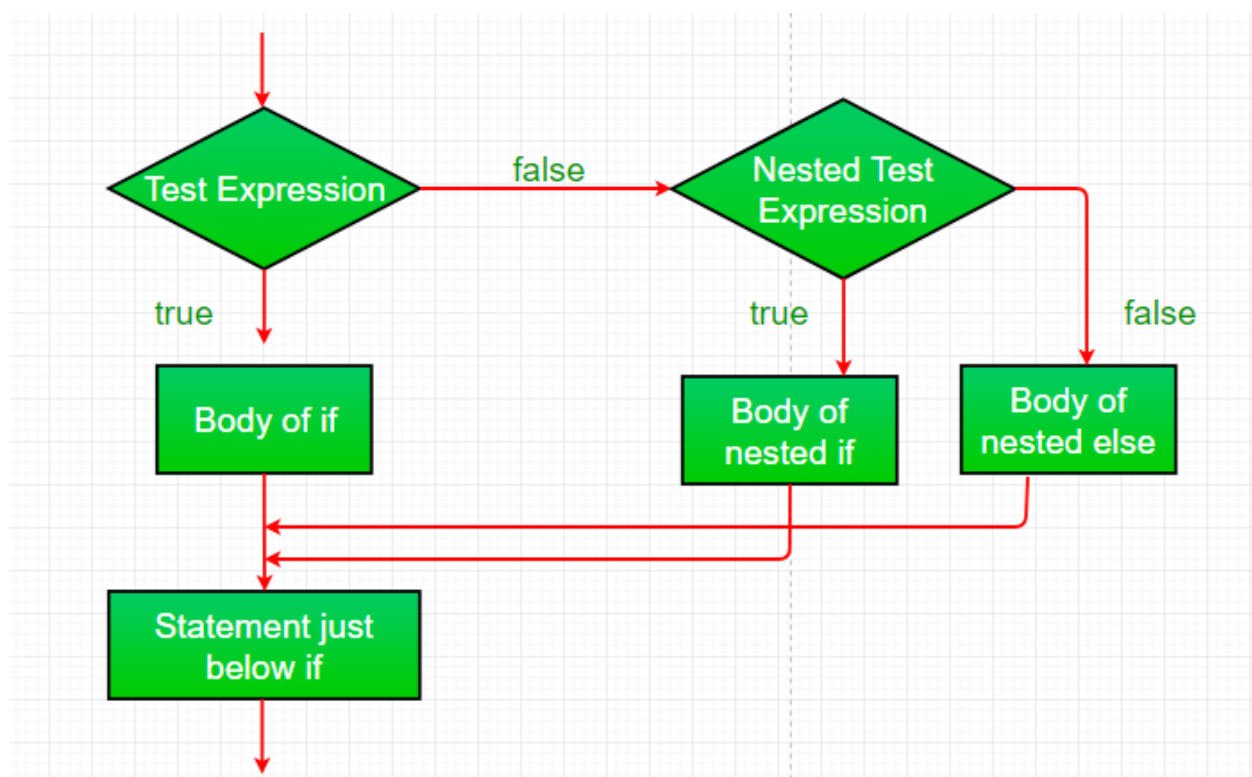 Test Expression
false
Nested Test
Expression
true
true
false
Body of if
Body of
nested if
Body of
nested else
Statement just
below if